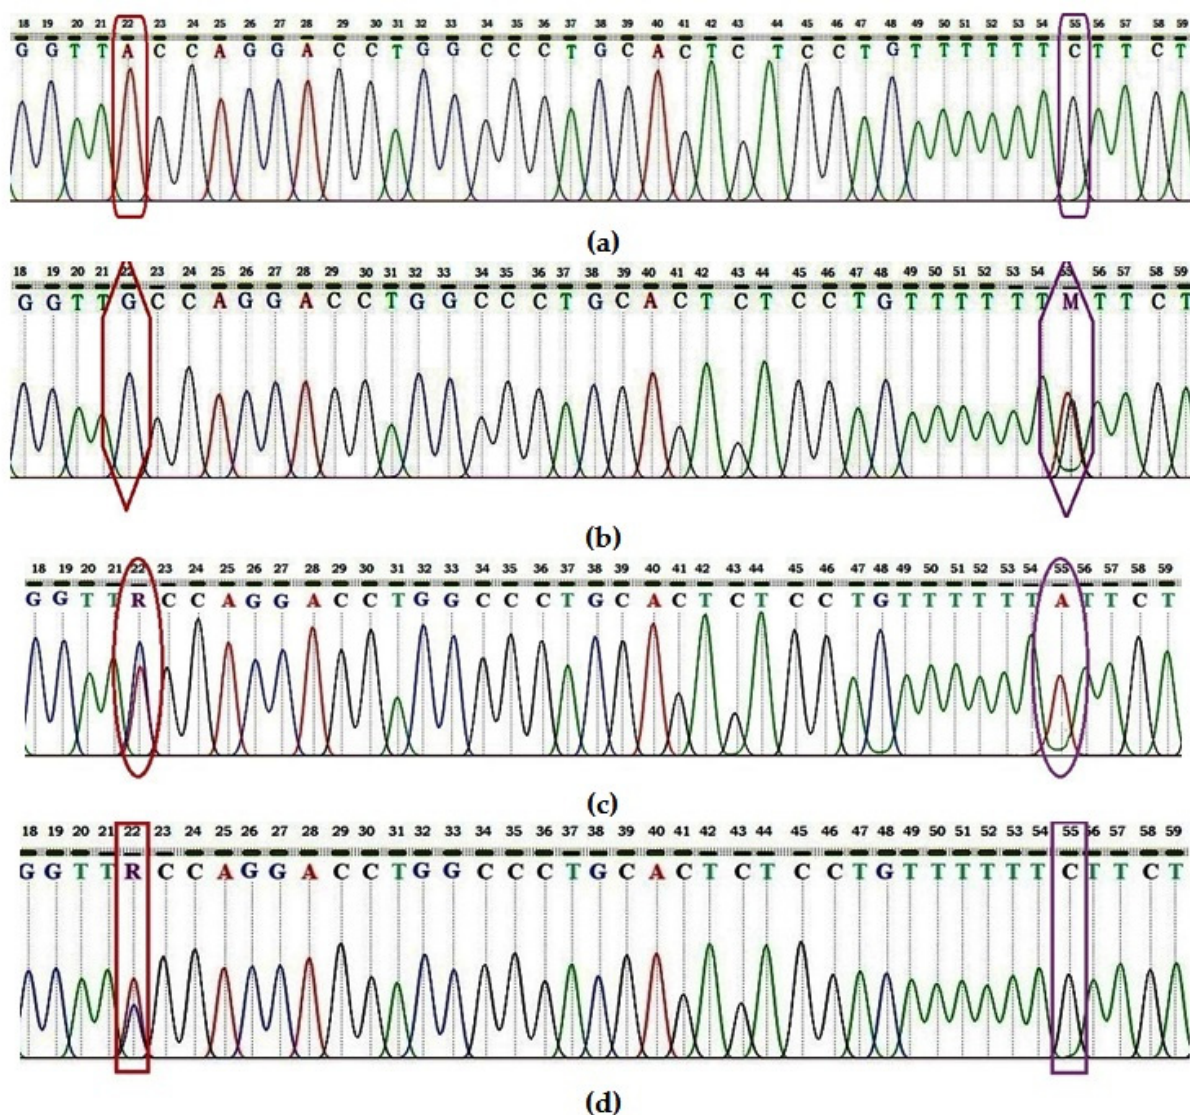 18 19 20 21 22 23 24 25 26 27 28 29 30 31 32 33 34 35 36 37 38 39 40 41 42 43 44 45 46 47 48 49 50 51 52 53 54 55 56 57 58 59
G G T T A C C A G G A C C T G G C C C T G C A C T C T C C T G T T T T T T C T T C T
(a)
18 19 20 21 22 23 24 25 26 27 28 29 30 31 32 33 34 35 36 37 38 39 40 41 42 43 44 45 46 47 48 49 50 51 52 53 54 55 56 57 58 59
G G T T G C C A G G A C C T G G C C C T G C A C T C T C C T G T T T T T T M T T C T
(b)
18 19 20 21 22 23 24 25 26 27 28 29 30 31 32 33 34 35 36 37 38 39 40 41 42 43 44 45 46 47 48 49 50 51 52 53 54 55 56 57 58 59
G G T T R C C A G G A C C T G G C C C T G C A C T C T C C T G T T T T T T A T T C T
(c)
18 19 20 21 22 23 24 25 26 27 28 29 30 31 32 33 34 35 36 37 38 39 40 41 42 43 44 45 46 47 48 49 50 51 52 53 54 55 56 57 58 59
G G T T R C C A G G A C C T G G C C C T G C A C T C T C C T G T T T T T T C T T C T
(d)